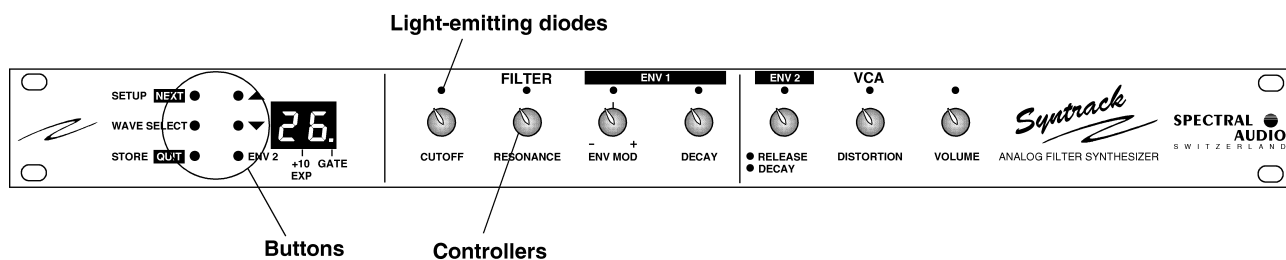 Light-emitting diodes
FILTER
ENV 1
ENV 2
VCA
SETUP NEXT
WAVE SELECT
STORE QUIT
ENV 2
26.
+10 GATE
EXP
CUTOFF
RESONANCE
- +
ENV MOD
DECAY
RELEASE
DECAY
DISTORTION
VOLUME
Syntrack
ANALOG FILTER SYNTHESIZER
SPECTRAL
AUDIO
SWITZERLAND
Buttons
Controllers